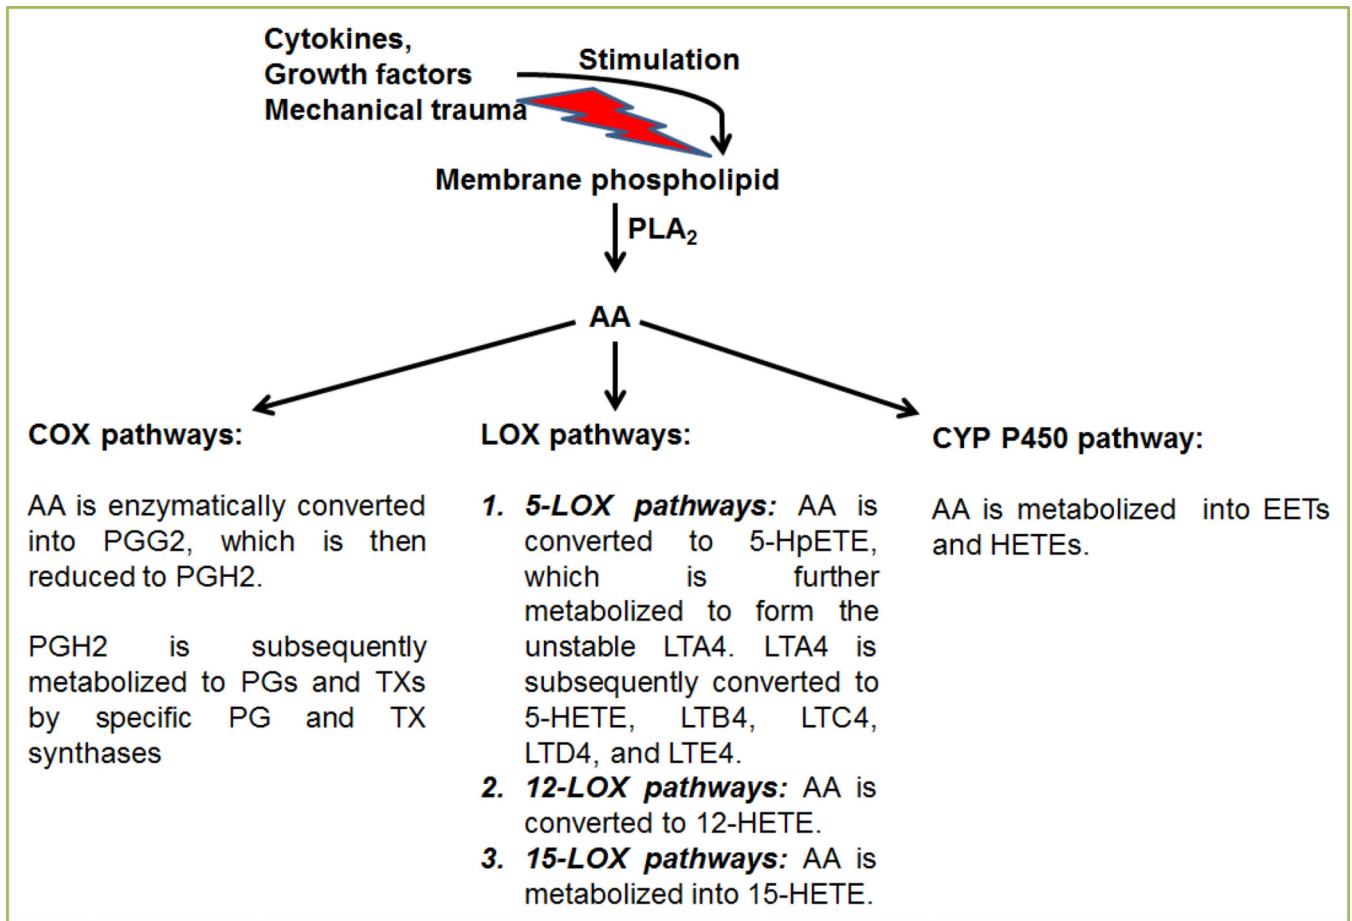 Cytokines,
Growth factors
Mechanical trauma
Stimulation
Membrane phospholipid
PLA₂
AA
COX pathways:
AA is enzymatically converted
into PGG2, which is then
reduced to PGH2.
PGH2 is subsequently
metabolized to PGs and TXs
by specific PG and TX
synthases
LOX pathways:
1. 5-LOX pathways: AA is
converted to 5-HpETE,
which is further
metabolized to form the
unstable LTA4. LTA4 is
subsequently converted to
5-HETE, LTB4, LTC4,
LTD4, and LTE4.
2. 12-LOX pathways: AA is
converted to 12-HETE.
3. 15-LOX pathways: AA is
metabolized into 15-HETE.
CYP P450 pathway:
AA is metabolized into EETs
and HETEs.